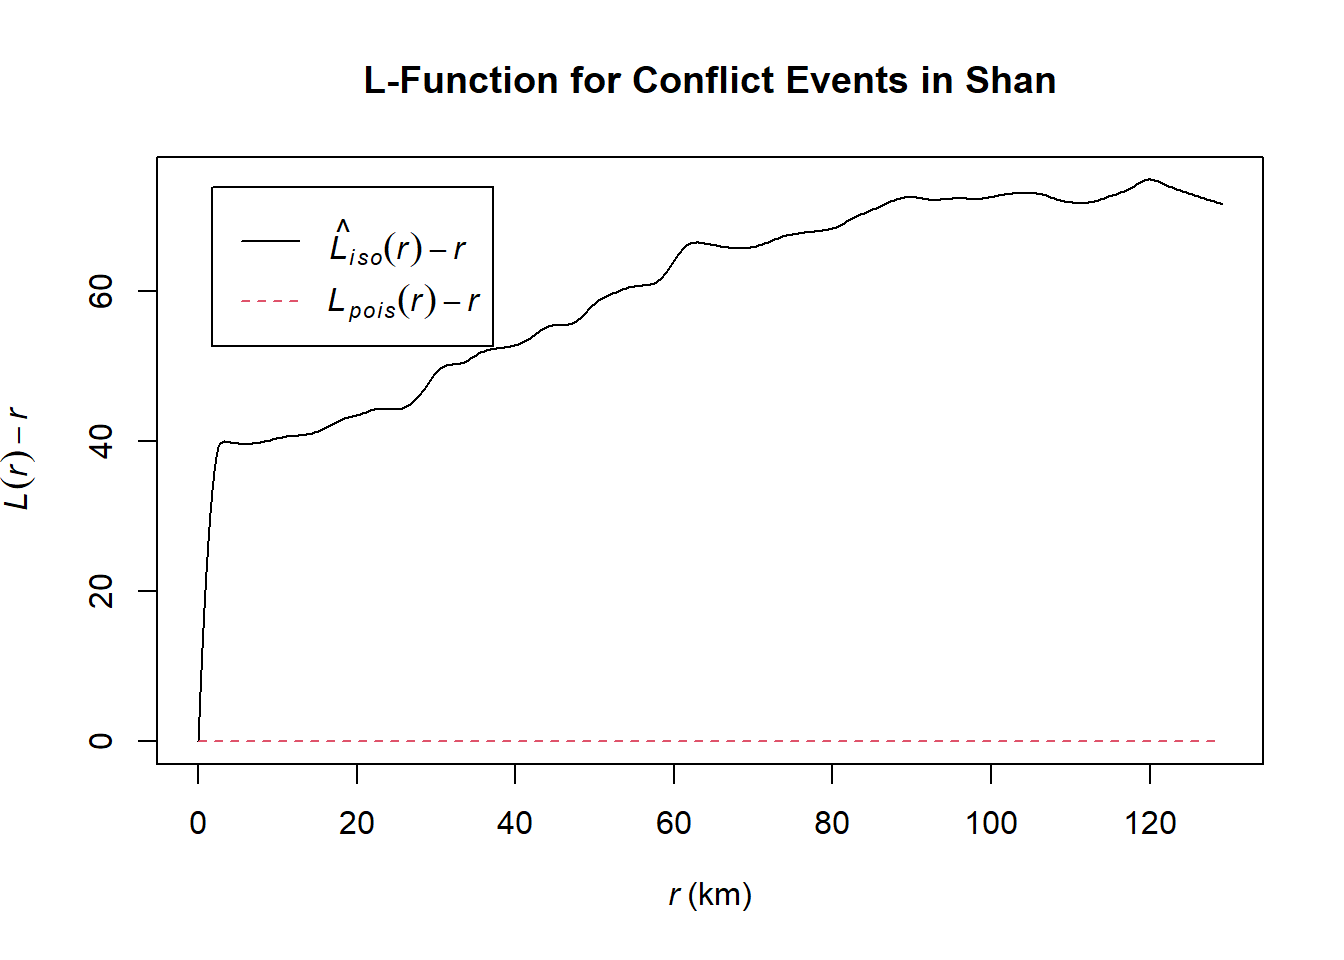 L-Function for Conflict Events in Shan
L̂iso(r) − r
Lpois(r) − r
L(r) − r
60
40
20
0
0 20 40 60 80 100 120
r (km)